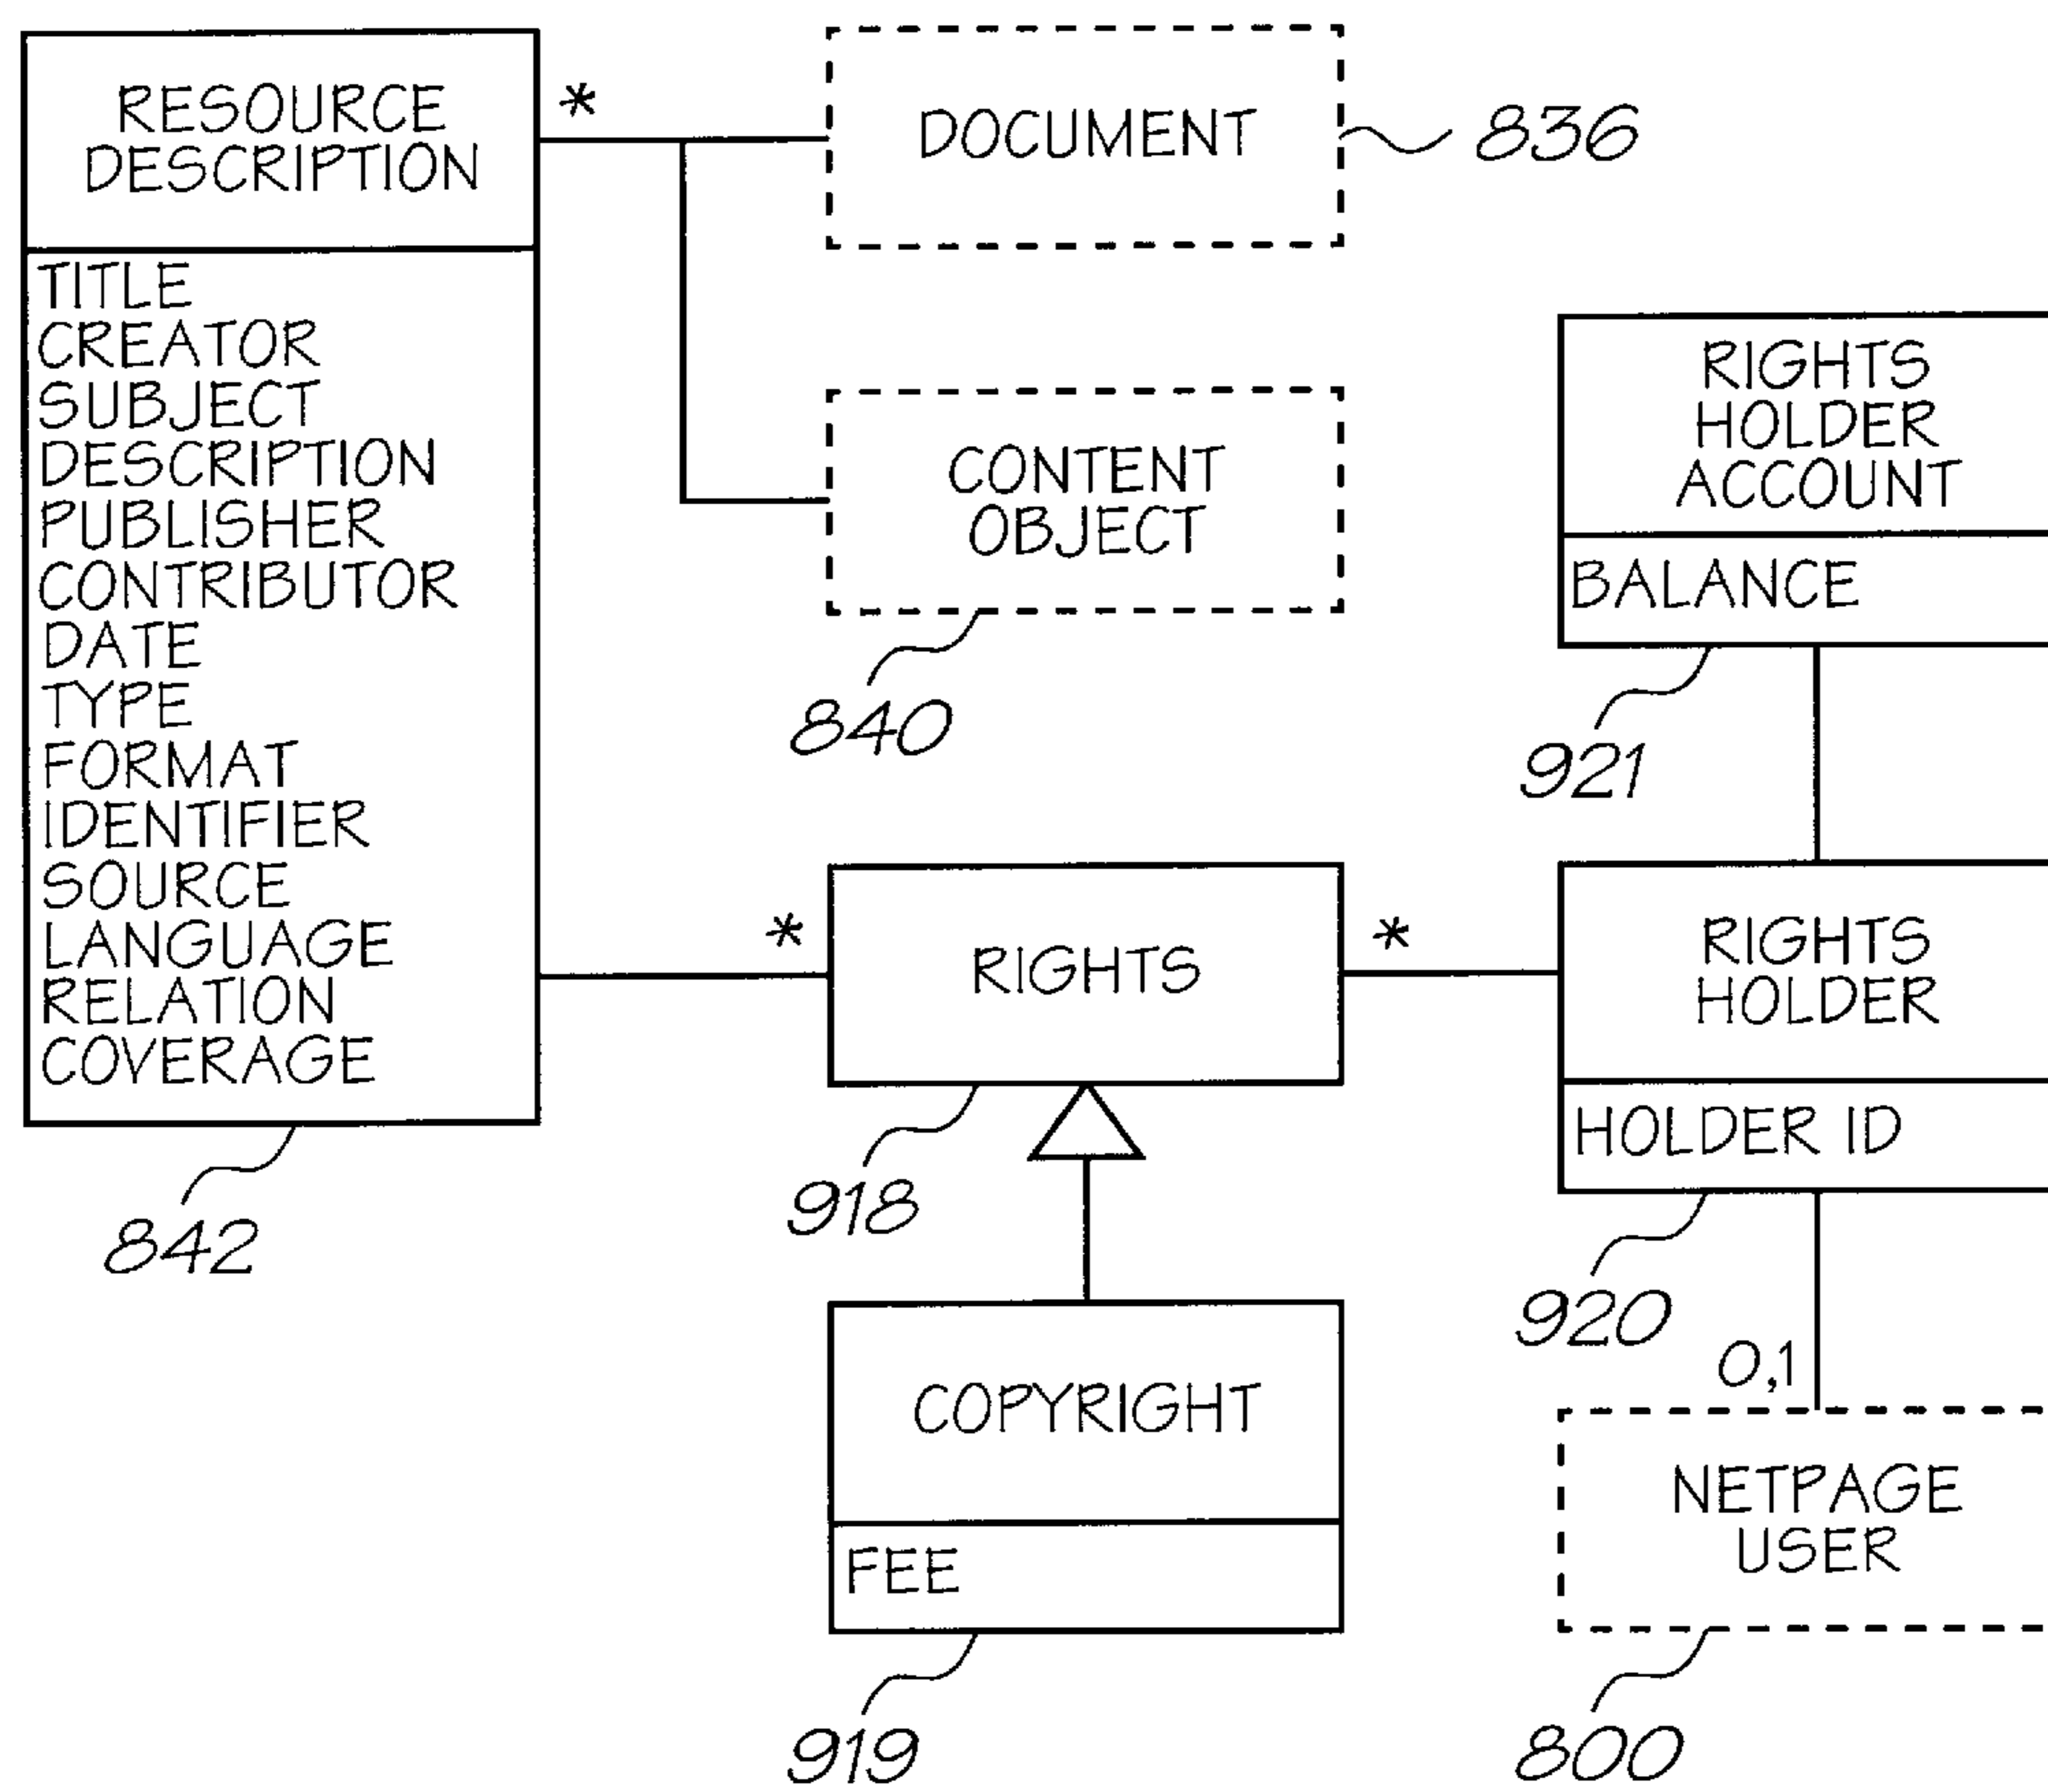 RESOURCE
DESCRIPTION
TITLE
CREATOR
SUBJECT
DESCRIPTION
PUBLISHER
CONTRIBUTOR
DATE
TYPE
FORMAT
IDENTIFIER
SOURCE
LANGUAGE
RELATION
COVERAGE
842
*
DOCUMENT
836
CONTENT
OBJECT
840
*
RIGHTS
*
918
COPYRIGHT
FEE
919
RIGHTS
HOLDER
ACCOUNT
BALANCE
921
RIGHTS
HOLDER
HOLDER ID
920
0,1
NETPAGE
USER
800